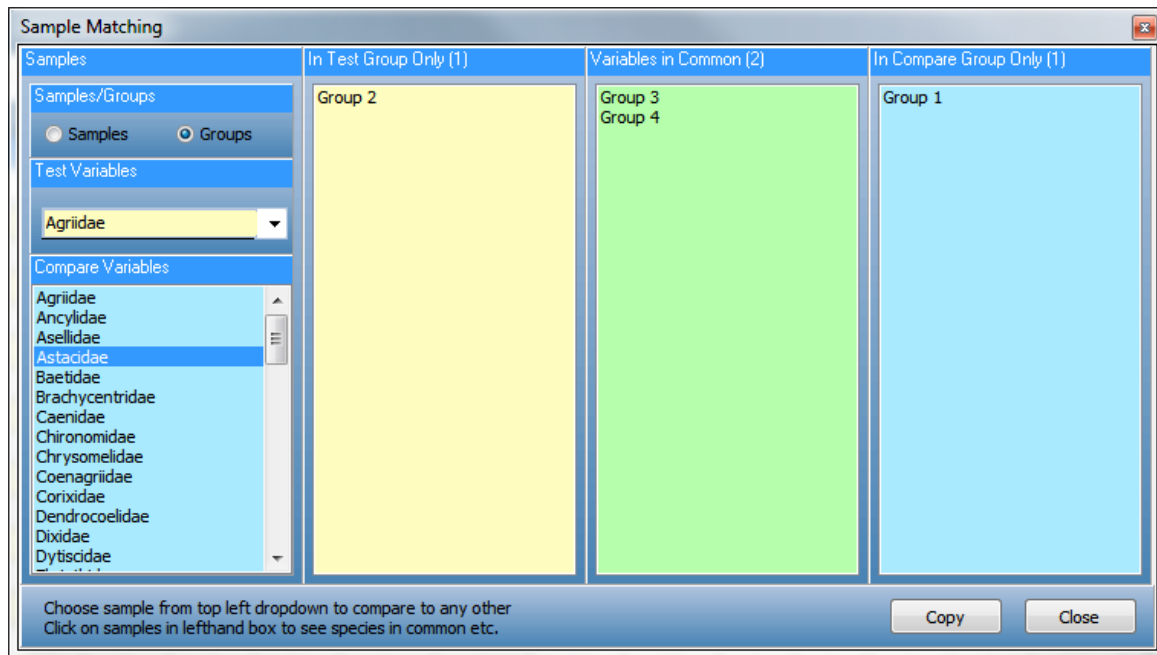 Sample Matching
Samples
Samples/Groups
Samples
Groups
Test Variables
Agriidae
Compare Variables
Agriidae
Ancylidae
Asellidae
Astacidae
Baetidae
Brachycentridae
Caenidae
Chironomidae
Chrysomelidae
Coenagriidae
Corixidae
Dendrocoelidae
Dixidae
Dytiscidae
In Test Group Only (1)
Group 2
Variables in Common (2)
Group 3
Group 4
In Compare Group Only (1)
Group 1
Choose sample from top left dropdown to compare to any other
Click on samples in lefthand box to see species in common etc.
Copy
Close